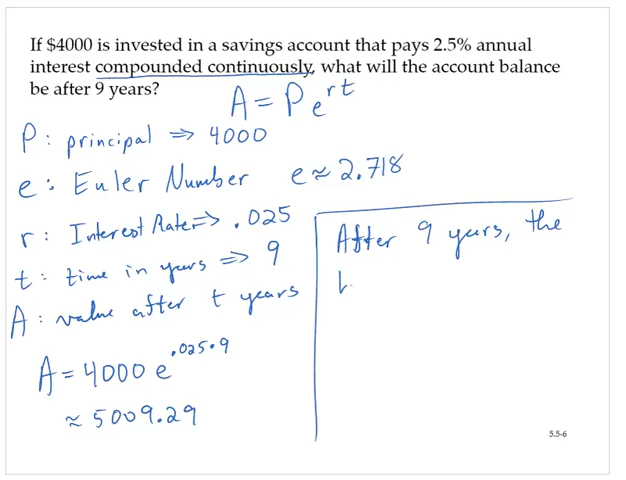 If $4000 is invested in a savings account that pays 2.5% annual
interest compounded continuously, what will the account balance
be after 9 years?
A = Pe^rt
P: principal ⇒ 4000
e: Euler Number e ≈ 2.718
r: Interest Rate ⇒ .025
t: time in years ⇒ 9
A: value after t years
A = 4000 e^.025·9
≈ 5009.29
After 9 years, the
5.5-6